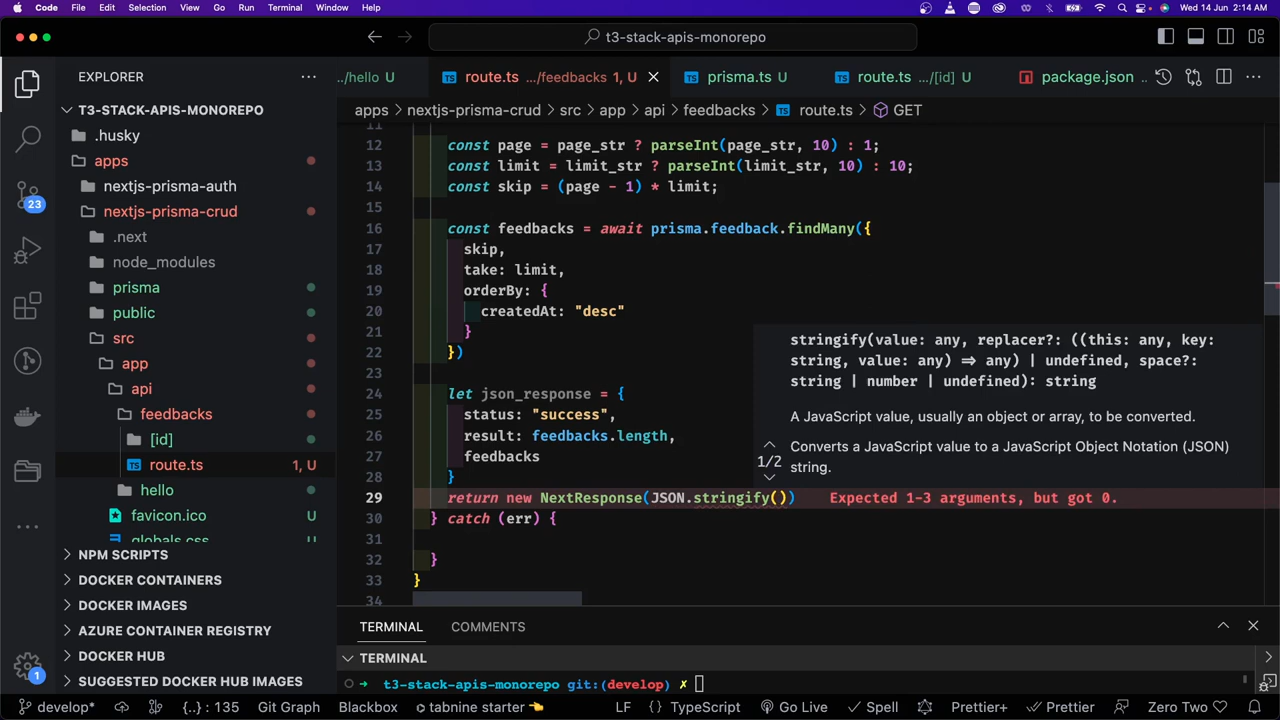 Code File Edit Selection View Go Run Terminal Window Help Wed 14 Jun 2:14 AM
t3-stack-apis-monorepo
EXPLORER
T3-STACK-APIS-MONOREPO
.husky
apps
nextjs-prisma-auth
nextjs-prisma-crud
.next
node_modules
prisma
public
src
app
api
feedbacks
[id]
TS route.ts 1, U
hello
favicon.ico U
globals.css U
NPM SCRIPTS
DOCKER CONTAINERS
DOCKER IMAGES
AZURE CONTAINER REGISTRY
DOCKER HUB
SUGGESTED DOCKER HUB IMAGES
23
1
.../hello U TS route.ts .../feedbacks 1, U TS prisma.ts U TS route.ts .../[id] U package.json
apps > nextjs-prisma-crud > src > app > api > feedbacks > TS route.ts > GET
11
12 const page = page_str ? parseInt(page_str, 10) : 1;
13 const limit = limit_str ? parseInt(limit_str, 10) : 10;
14 const skip = (page - 1) * limit;
15
16 const feedbacks = await prisma.feedback.findMany({
17 skip,
18 take: limit,
19 orderBy: {
20 createdAt: "desc"
21 }
22 })
23
24 let json_response = {
25 status: "success",
26 result: feedbacks.length,
27 feedbacks
28 }
29 return new NextResponse(JSON.stringify()) Expected 1-3 arguments, but got 0.
30 } catch (err) {
31
32 }
33 }
34
stringify(value: any, replacer?: ((this: any, key:
string, value: any) ⇒ any) | undefined, space?:
string | number | undefined): string
A JavaScript value, usually an object or array, to be converted.
1/2
Converts a JavaScript value to a JavaScript Object Notation (JSON)
string.
TERMINAL COMMENTS
TERMINAL
→ t3-stack-apis-monorepo git:(develop) ✗
develop* {..} : 135 Git Graph Blackbox tabnine starter 👈 LF {} TypeScript Go Live Spell Prettier+ Prettier Zero Two